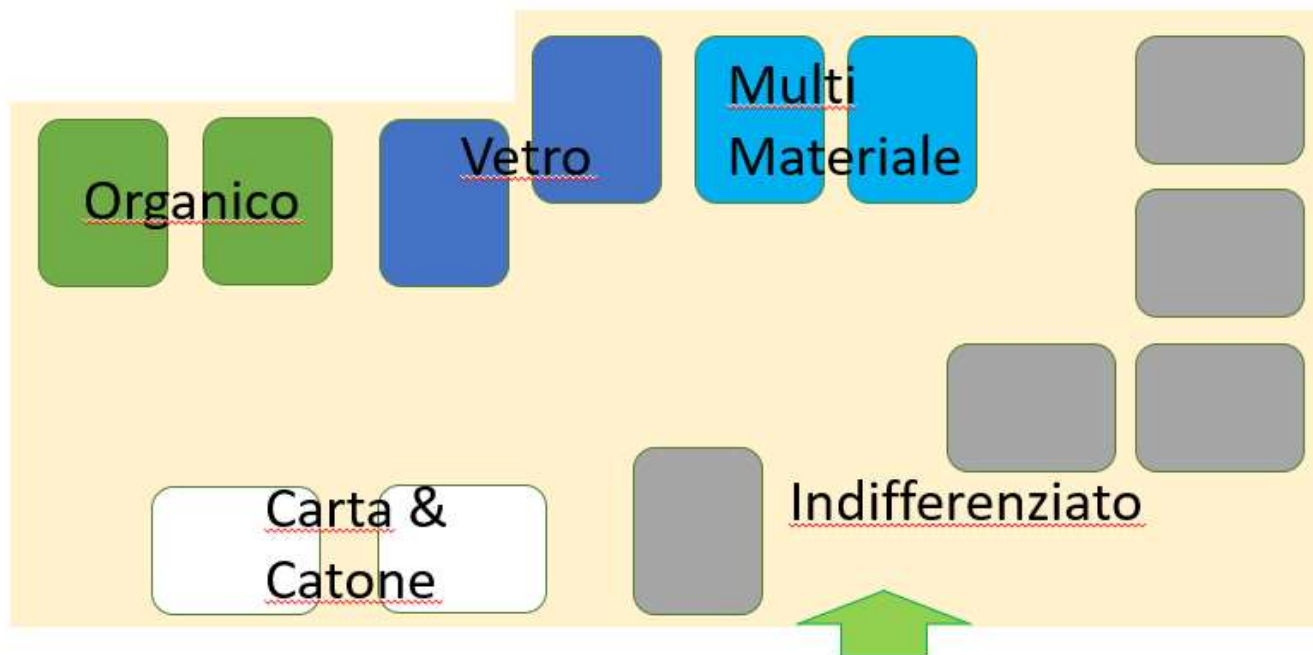 Organico
Vetro
Multi
Materiale
Carta &
Catone
Indifferenziato